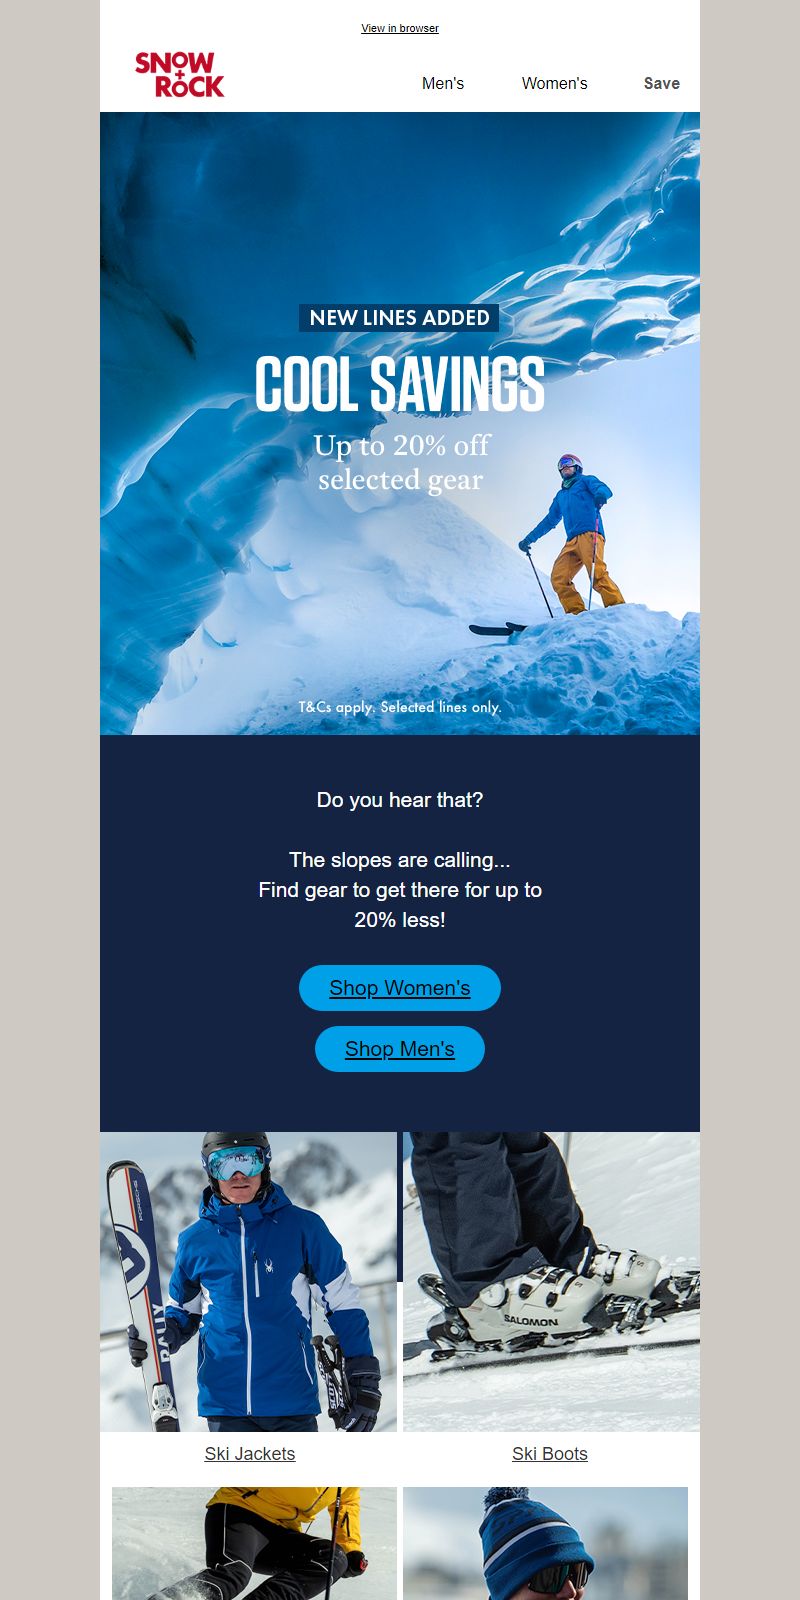 View in browser
SNOW
+
ROCK
Men's
Women's
Save
NEW LINES ADDED
COOL SAVINGS
Up to 20% off
selected gear
T&Cs apply. Selected lines only.
Do you hear that?
The slopes are calling...
Find gear to get there for up to
20% less!
Shop Women's
Shop Men's
PORSCHE
RALLY
SCOTT
SALOMON
Ski Jackets
Ski Boots